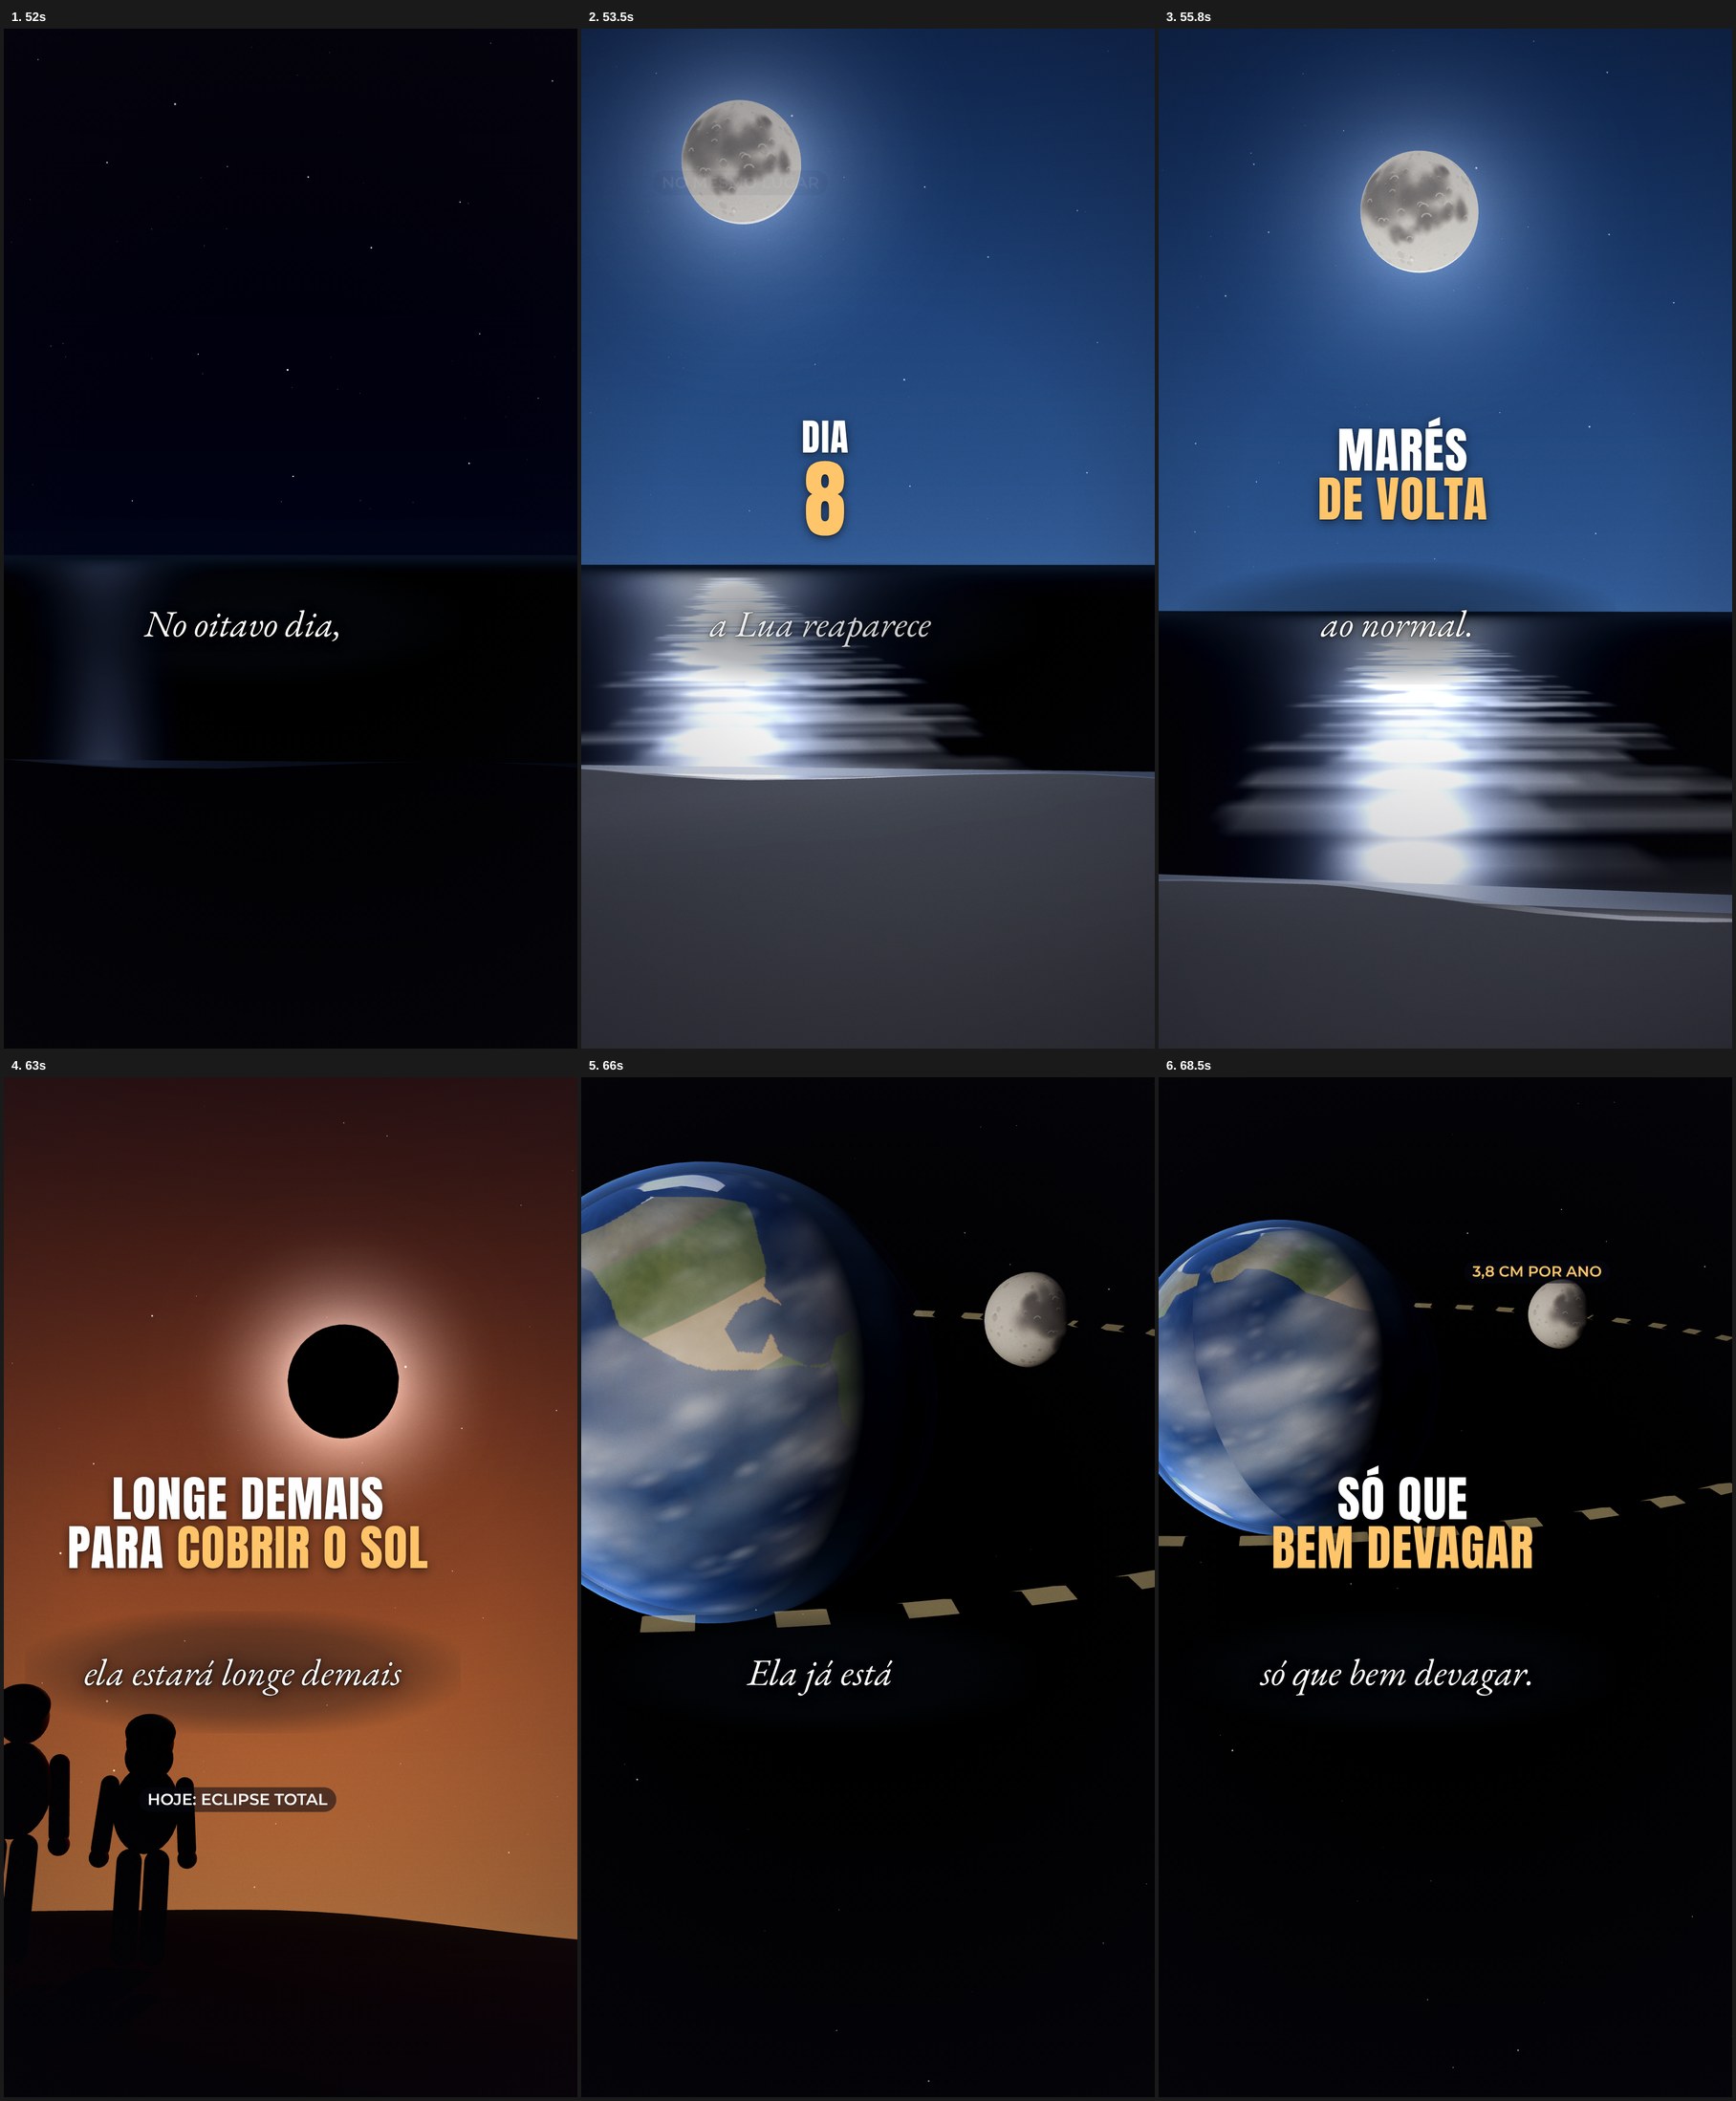 1. 52s
No oitavo dia,
2. 53.5s
DIA
8
a Lua reaparece
3. 55.8s
MARÉS
DE VOLTA
ao normal.
4. 63s
LONGE DEMAIS
PARA COBRIR O SOL
ela estará longe demais
HOJE: ECLIPSE TOTAL
5. 66s
Ela já está
6. 68.5s
3,8 CM POR ANO
SÓ QUE
BEM DEVAGAR
só que bem devagar.